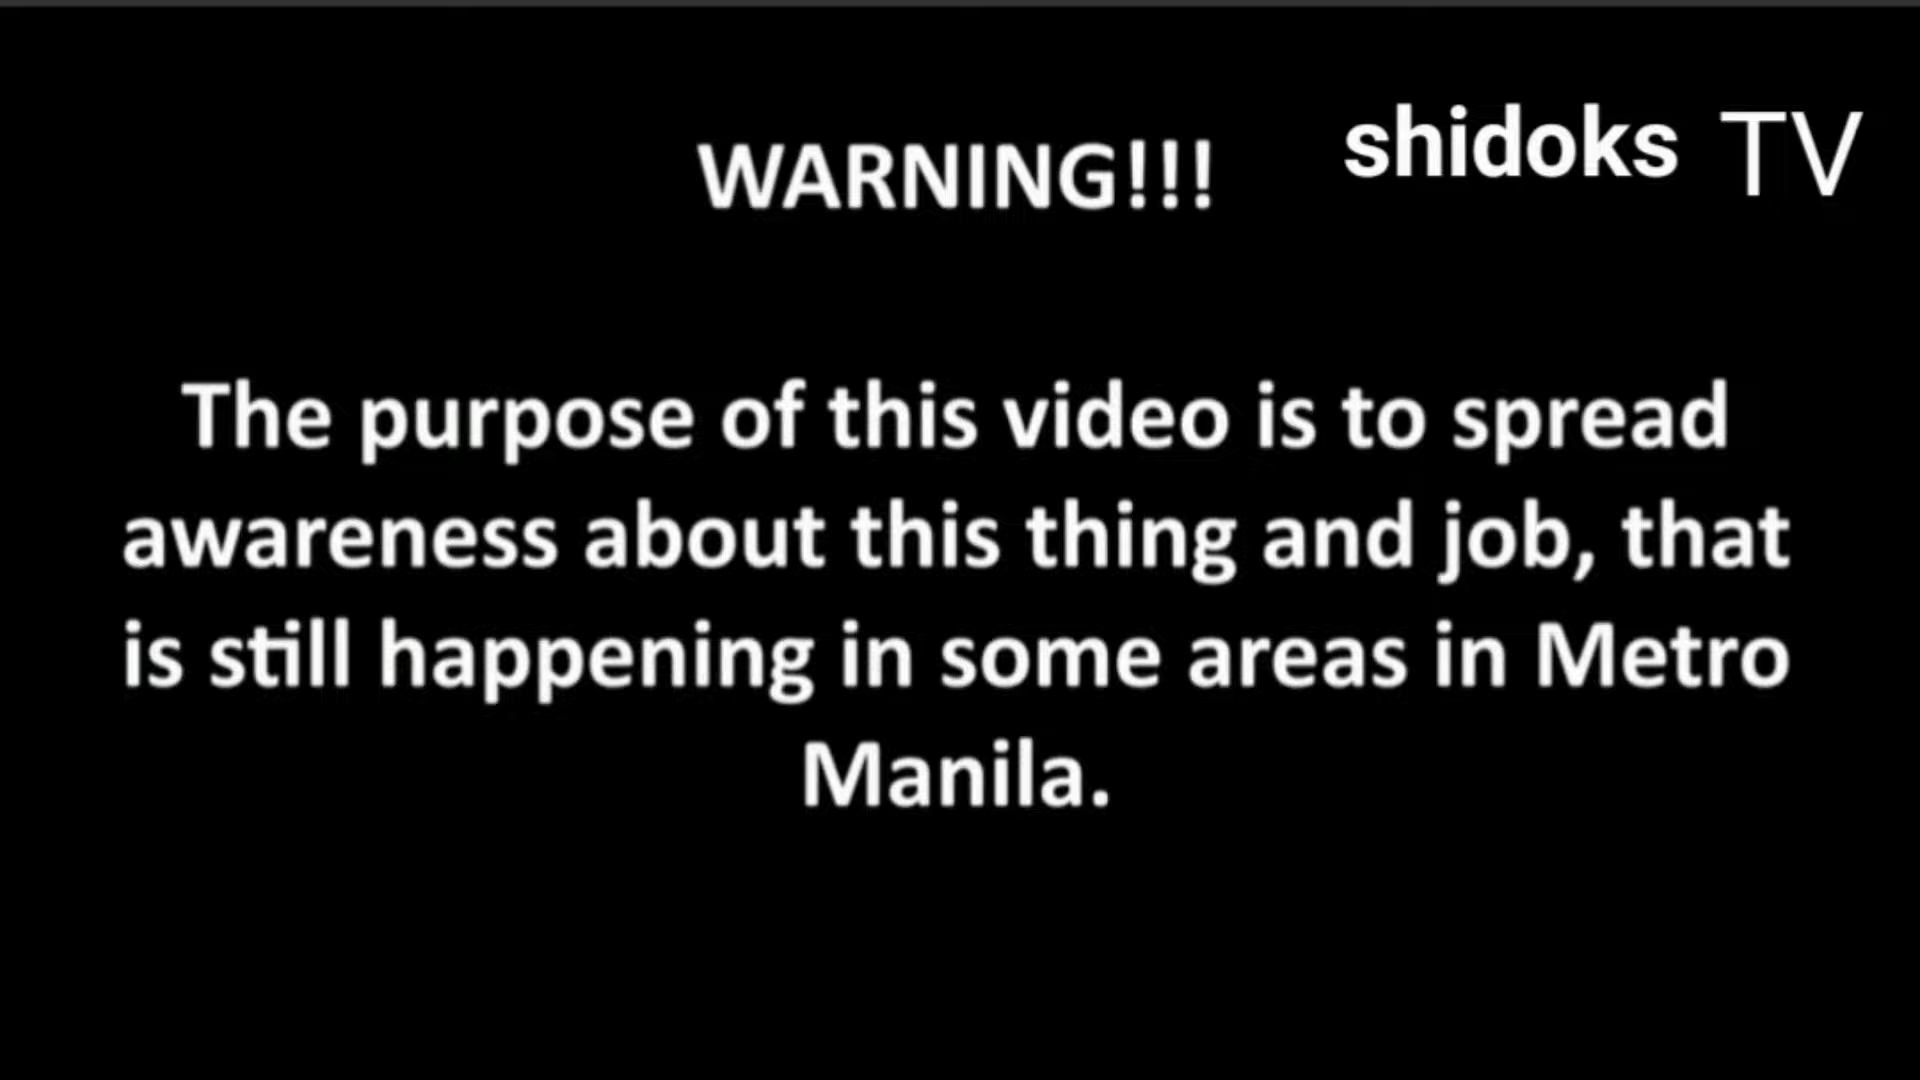 shidoks TV
WARNING!!!
The purpose of this video is to spread
awareness about this thing and job, that
is still happening in some areas in Metro
Manila.